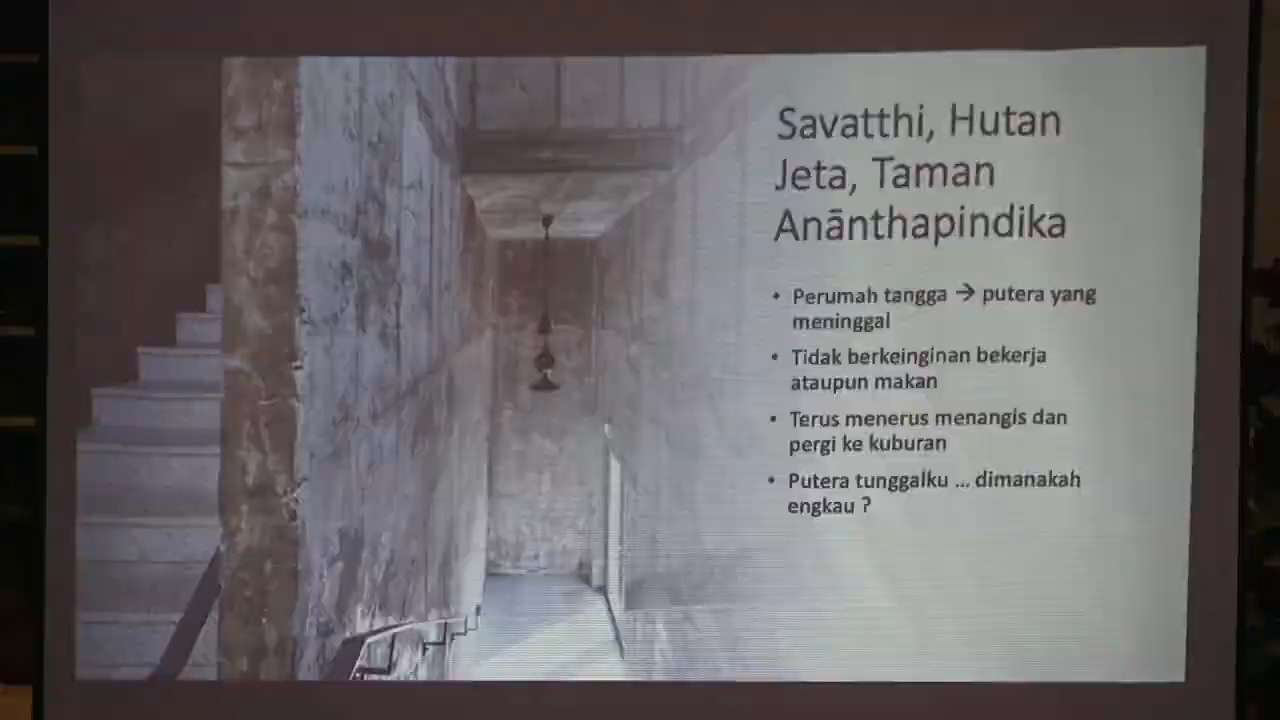 Savatthi, Hutan
Jeta, Taman
Anānthapindika
• Perumah tangga → putera yang
meninggal
• Tidak berkeinginan bekerja
ataupun makan
• Terus menerus menangis dan
pergi ke kuburan
• Putera tunggalku ... dimanakah
engkau ?